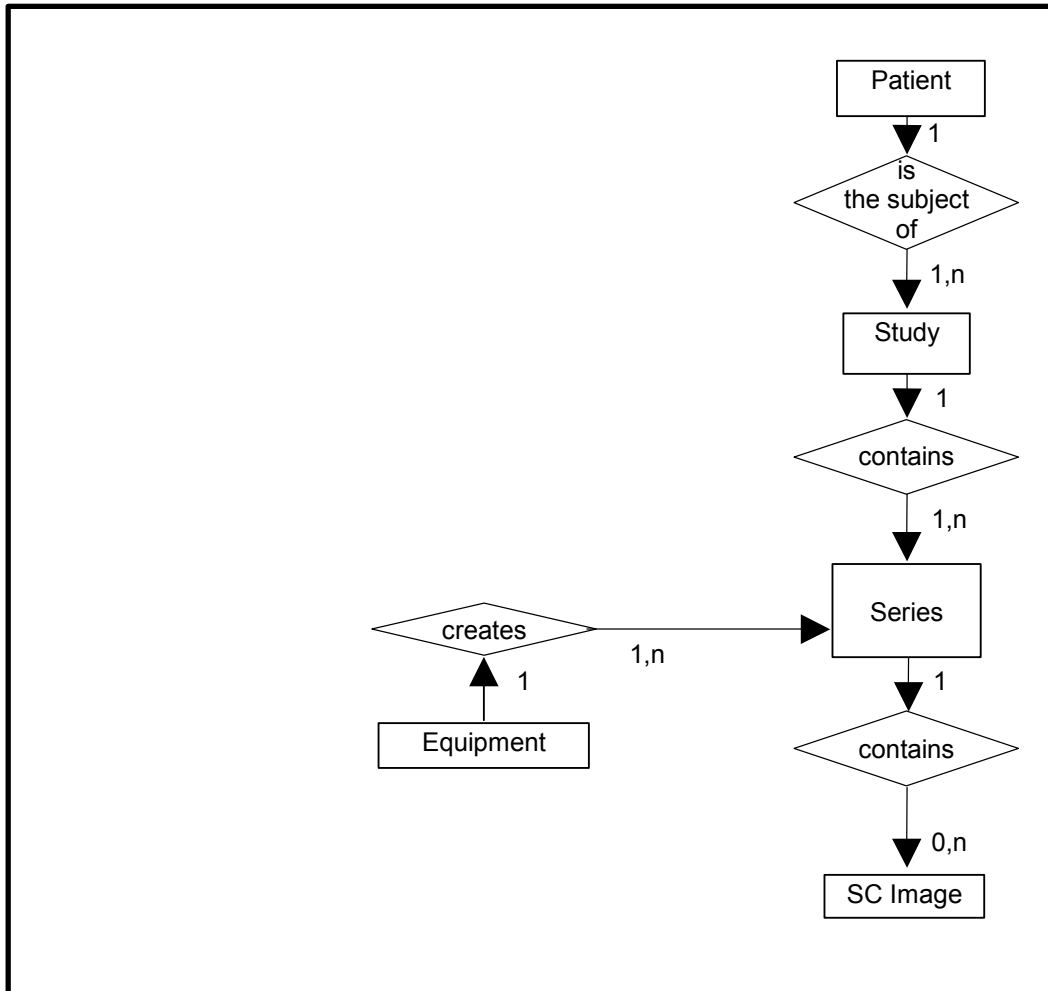 Patient
1
is
the subject
of
1,n
Study
1
contains
1,n
Series
creates
1,n
1
1
Equipment
contains
0,n
SC Image